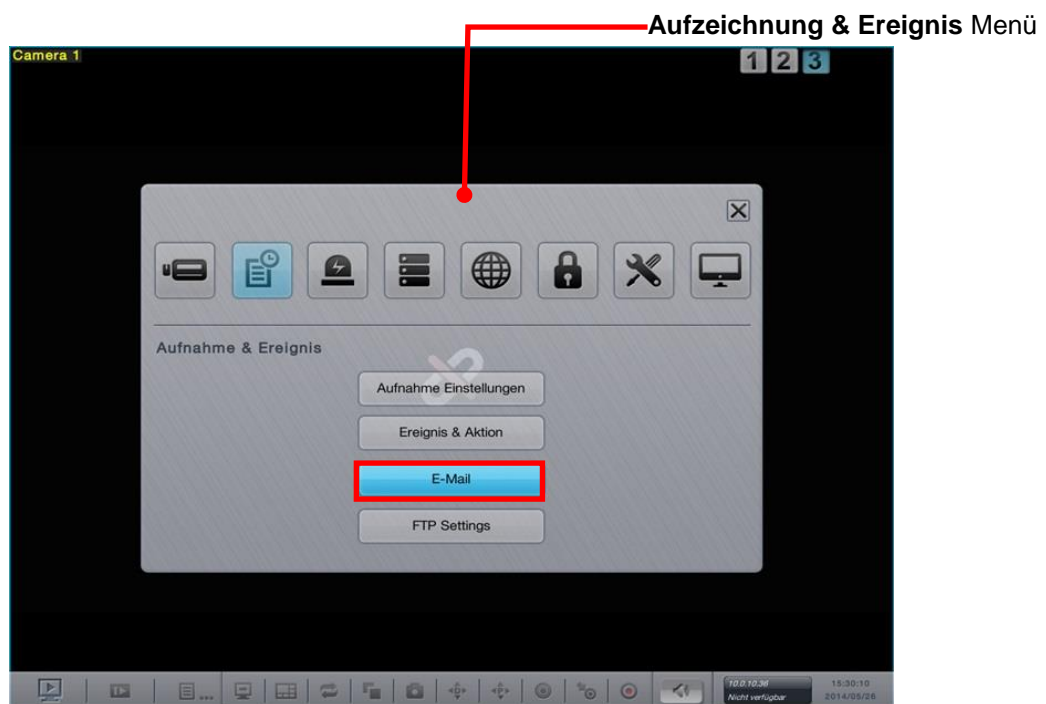 Aufzeichnung & Ereignis Menü
Camera 1
1 2 3
Aufnahme & Ereignis
Aufnahme Einstellungen
Ereignis & Aktion
E-Mail
FTP Settings
10.0.10.36
Nicht verfügbar
15:30:10
2014/05/26